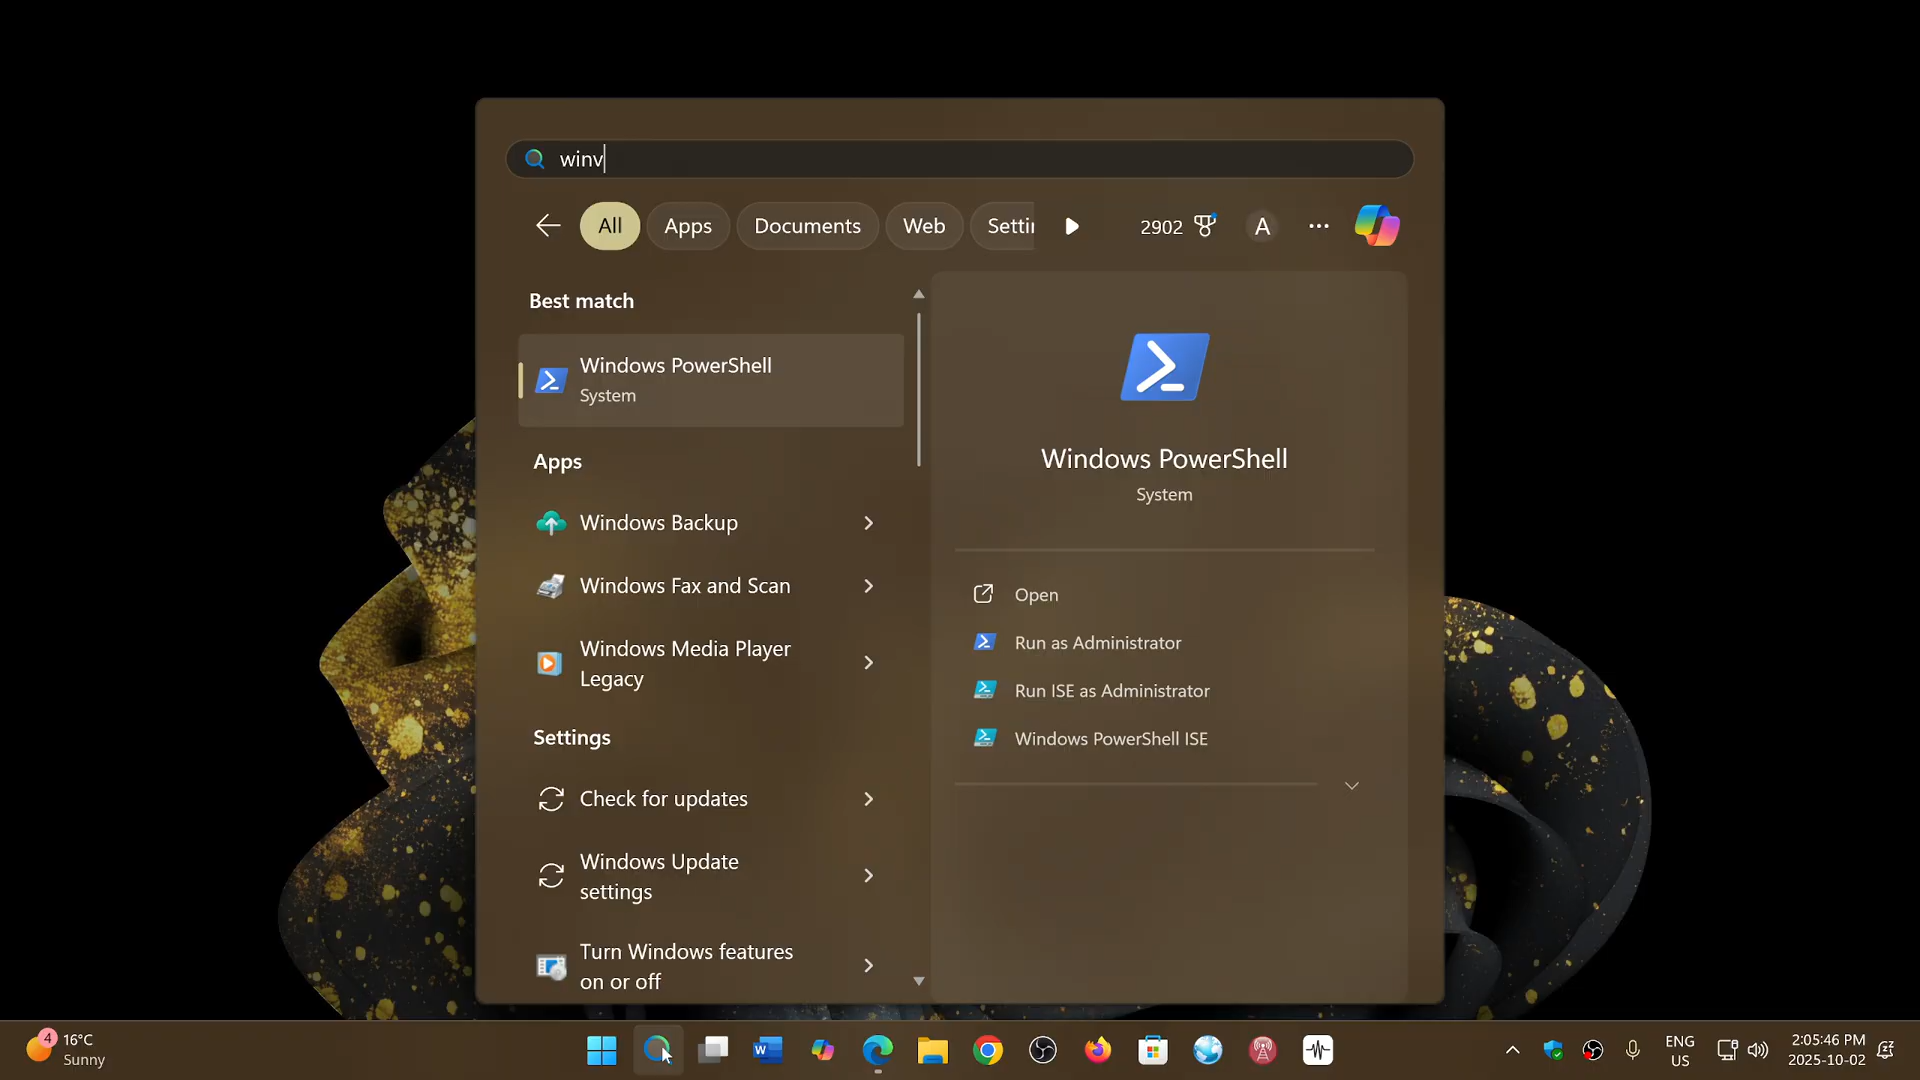 winv
All
Apps
Documents
Web
Settin
2902
A
Best match
Windows PowerShell
System
Apps
Windows Backup
Windows Fax and Scan
Windows Media Player
Legacy
Settings
Check for updates
Windows Update
settings
Turn Windows features
on or off
Windows PowerShell
System
Open
Run as Administrator
Run ISE as Administrator
Windows PowerShell ISE
4
16°C
Sunny
W
ENG
US
2:05:46 PM
2025-10-02